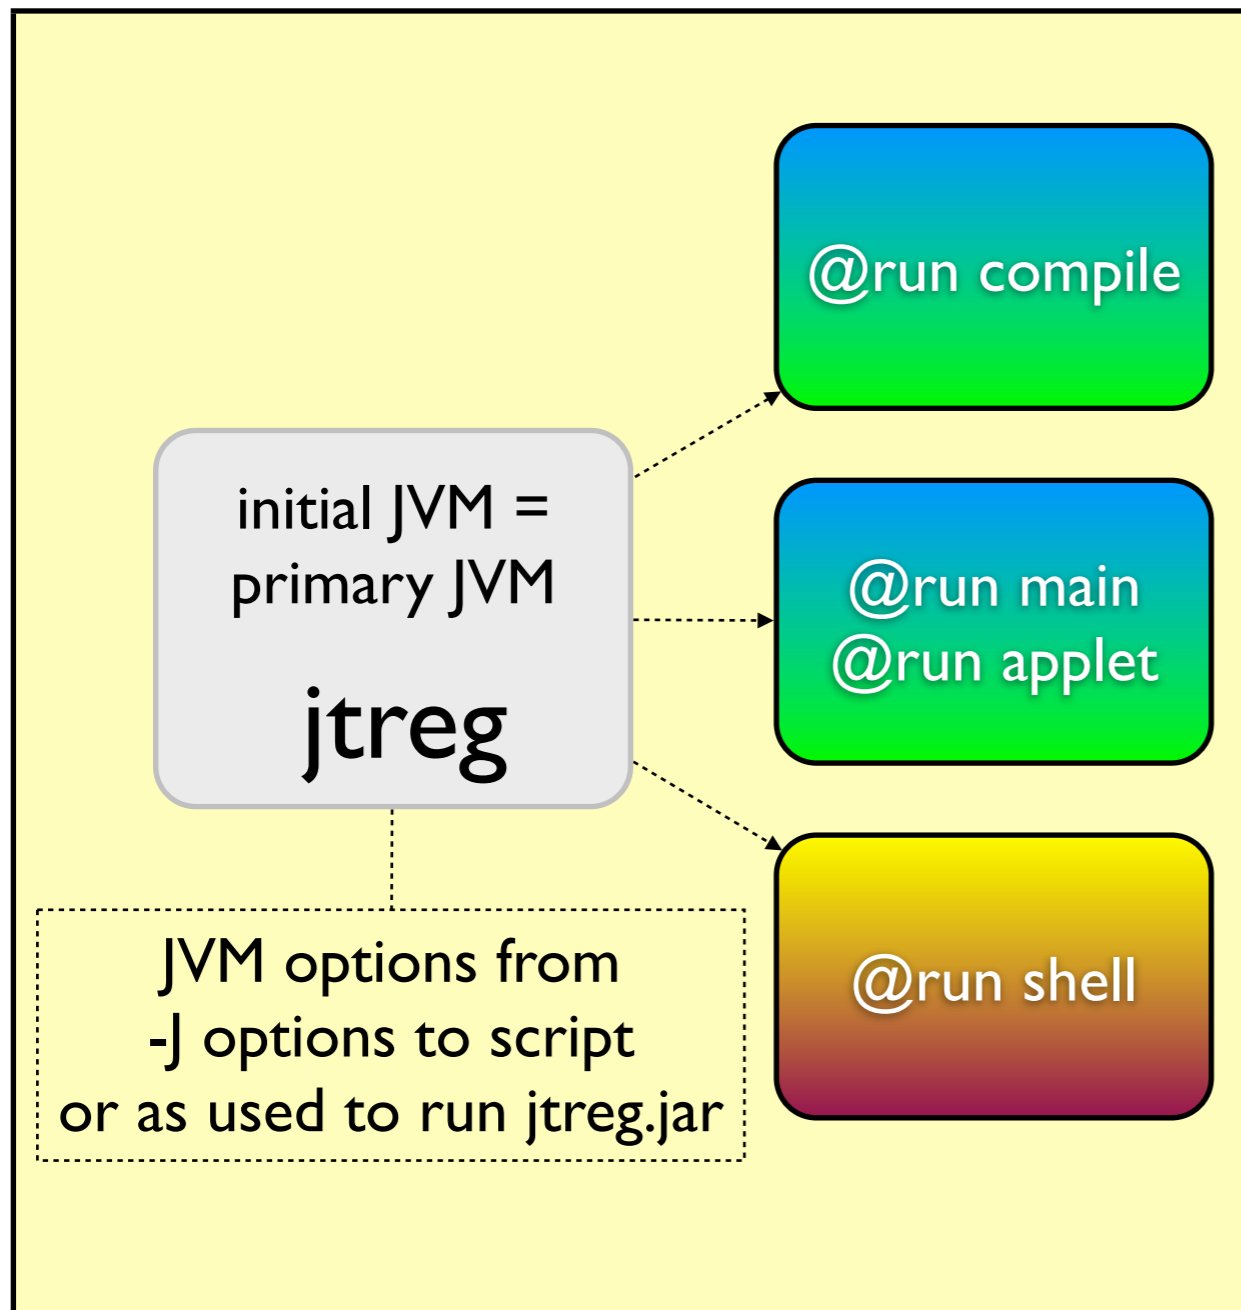 @run compile
initial JVM =
primary JVM
jtreg
@run main
@run applet
JVM options from
-J options to script
or as used to run jtreg.jar
@run shell